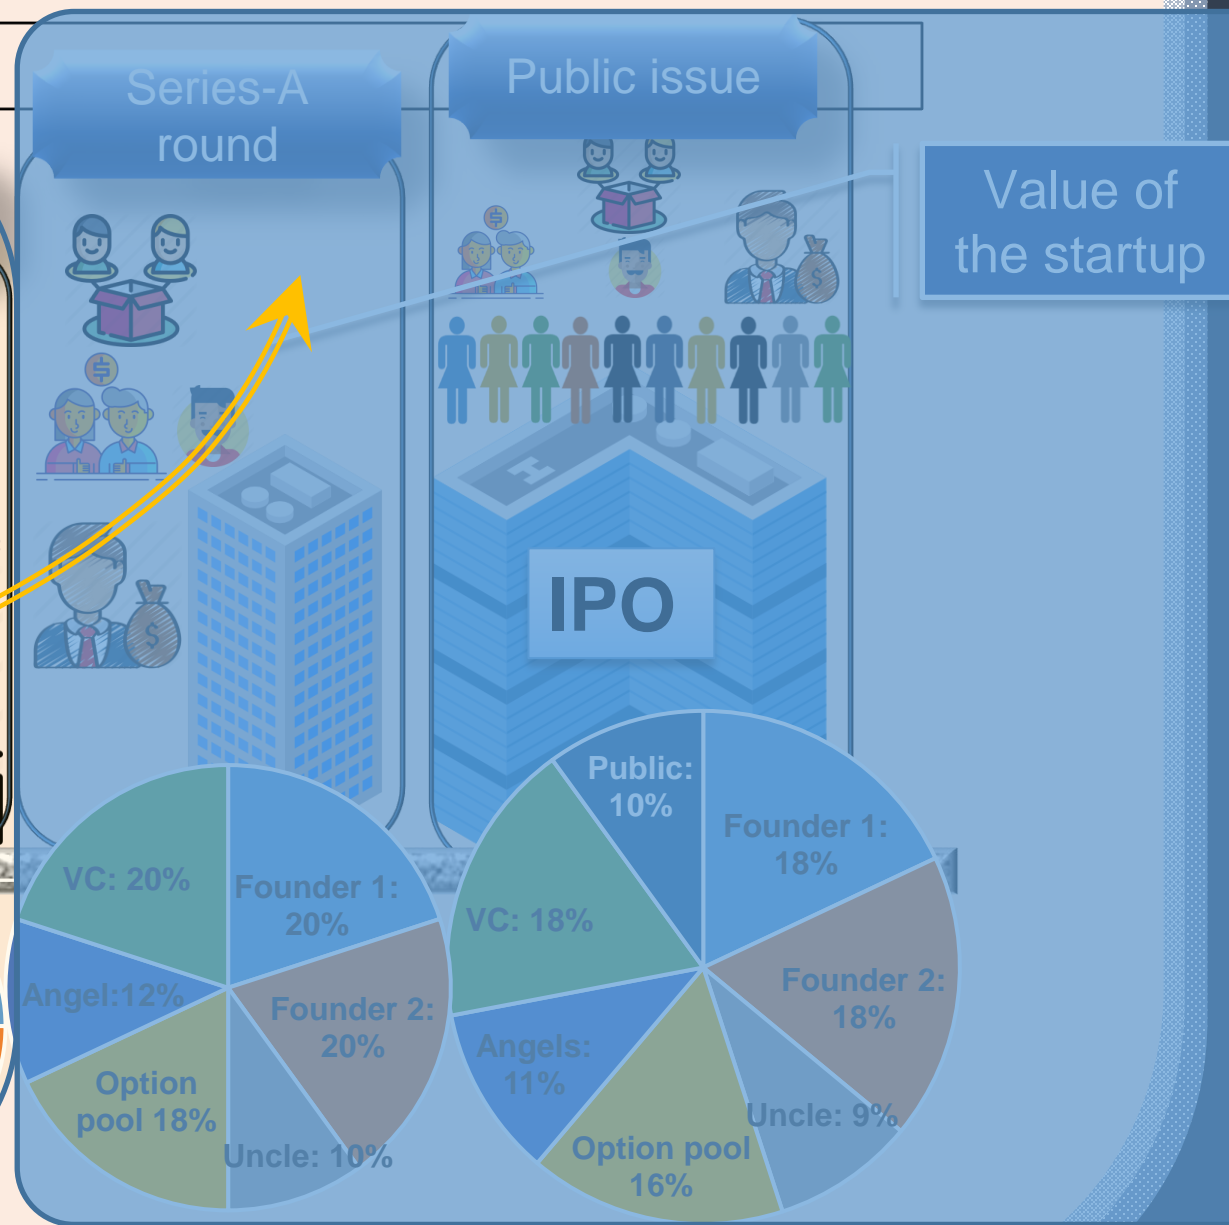 Series-A
round
Public issue
Value of
the startup
IPO
VC: 20%
Founder 1:
20%
Founder 2:
20%
Uncle: 10%
Option
pool 18%
Angel:12%
Public:
10%
Founder 1:
18%
Founder 2:
18%
Uncle: 9%
Option pool
16%
Angels:
11%
VC: 18%